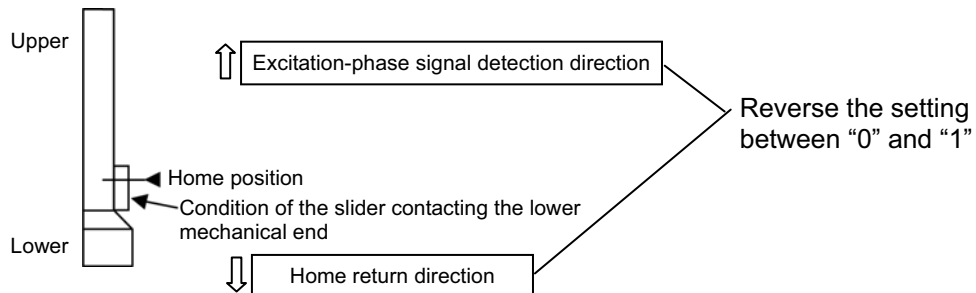 Upper
Excitation-phase signal detection direction
Reverse the setting
between “0” and “1”
Home position
Condition of the slider contacting the lower
mechanical end
Lower
Home return direction